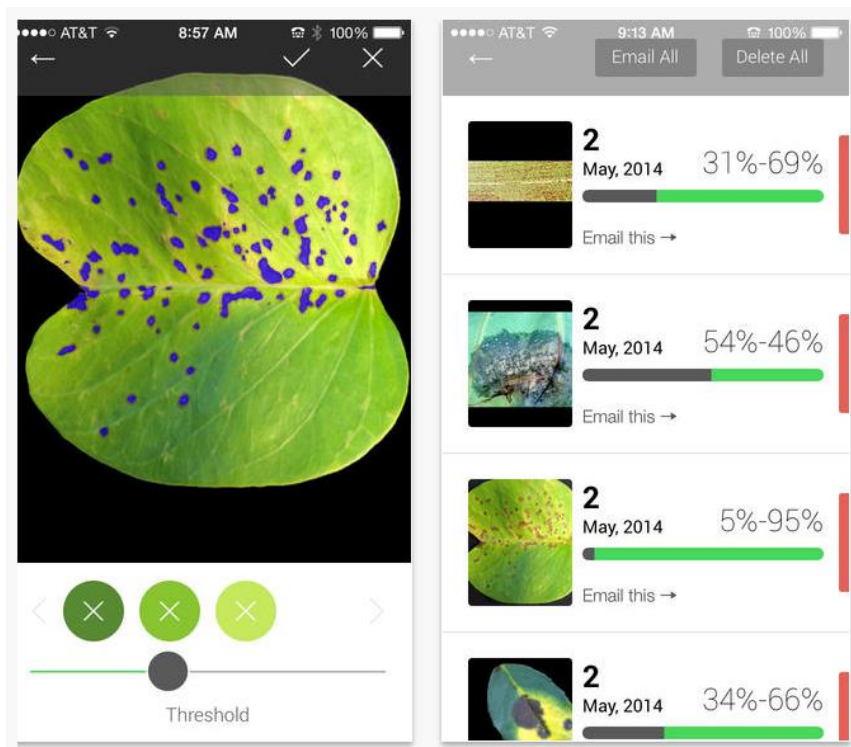 AT&T 8:57 AM 100%
Threshold
AT&T 9:13 AM 100%
Email All Delete All
2
May, 2014 31%-69%
Email this →
2
May, 2014 54%-46%
Email this →
2
May, 2014 5%-95%
Email this →
2
May, 2014 34%-66%